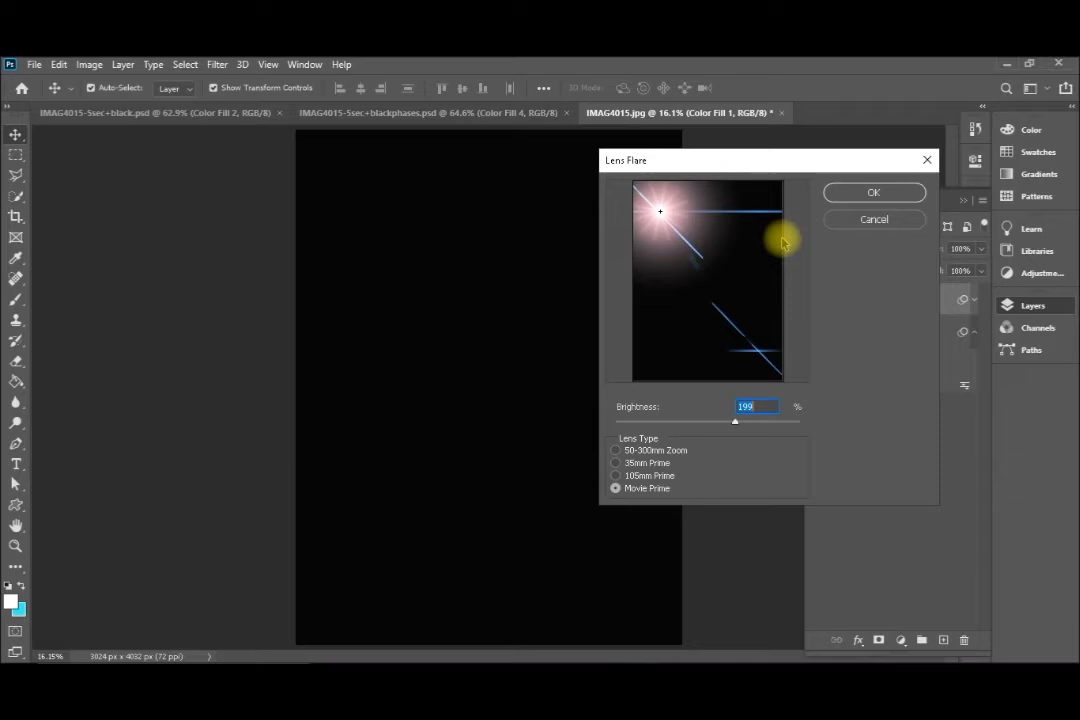 Ps File Edit Image Layer Type Select Filter 3D View Window Help
Auto-Select: Layer Show Transform Controls 3D Mode:
IMAG4015-5sec+black.psd @ 62.9% (Color Fill 2, RGB/8) × IMAG4015-5sec+blackphases.psd @ 64.6% (Color Fill 4, RGB/8) × IMAG4015.jpg @ 16.1% (Color Fill 1, RGB/8) * ×
Lens Flare
OK
Cancel
Brightness: 199 %
Lens Type
50-300mm Zoom
35mm Prime
105mm Prime
Movie Prime
100%
100%
fx
Color
Swatches
Gradients
Patterns
Learn
Libraries
Adjustme...
Layers
Channels
Paths
16.15% 3024 px x 4032 px (72 ppi)